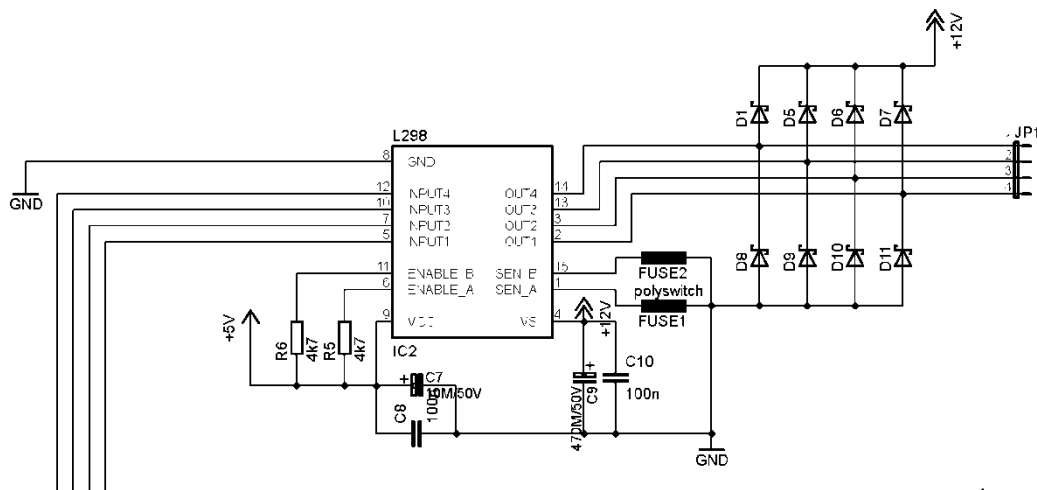 +12V
D1 D5 D6 D7
JP1
L298
1
8 GND
2
3
12 INPUT4 OUT4 14
4
GND
10 INPUT3 OUT3 13
7 INPUT2 OUT2 3
5 INPUT1 OUT1 2
D8 D9 D10 D11
11 ENABLE_B SEN_B 15
FUSE2
6 ENABLE_A SEN_A 1
polyswitch
9 VCC VS 4
FUSE1
+5V
+12V
R6 4k7 R5 4k7
IC2
C10
C7
100n
10M/50V
C9
470M/50V
C8
GND